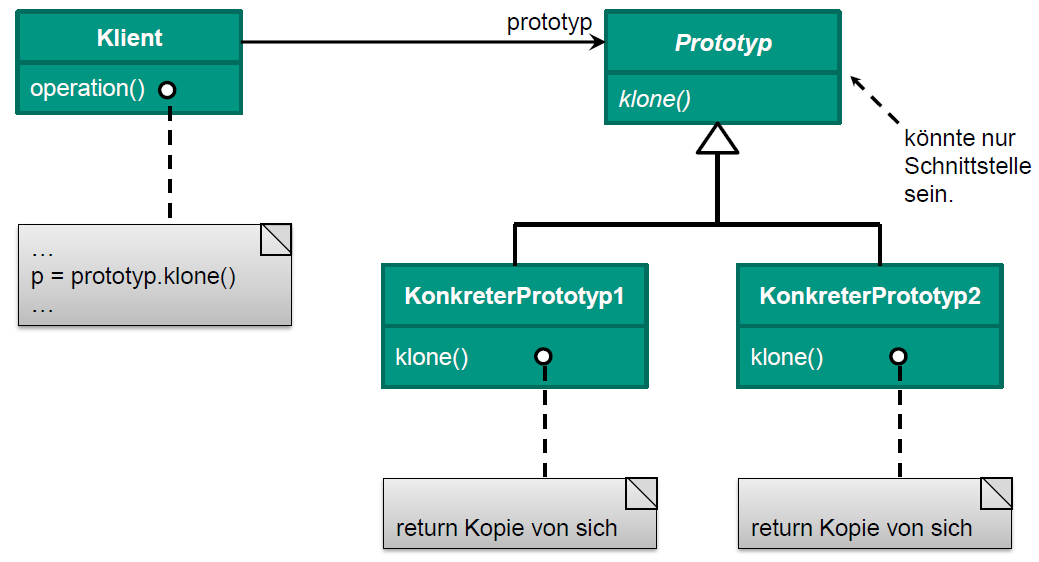 Klient
operation()
prototyp
Prototyp
klone()
könnte nur
Schnittstelle
sein.
...
p = prototyp.klone()
...
KonkreterPrototyp1
klone()
KonkreterPrototyp2
klone()
return Kopie von sich
return Kopie von sich